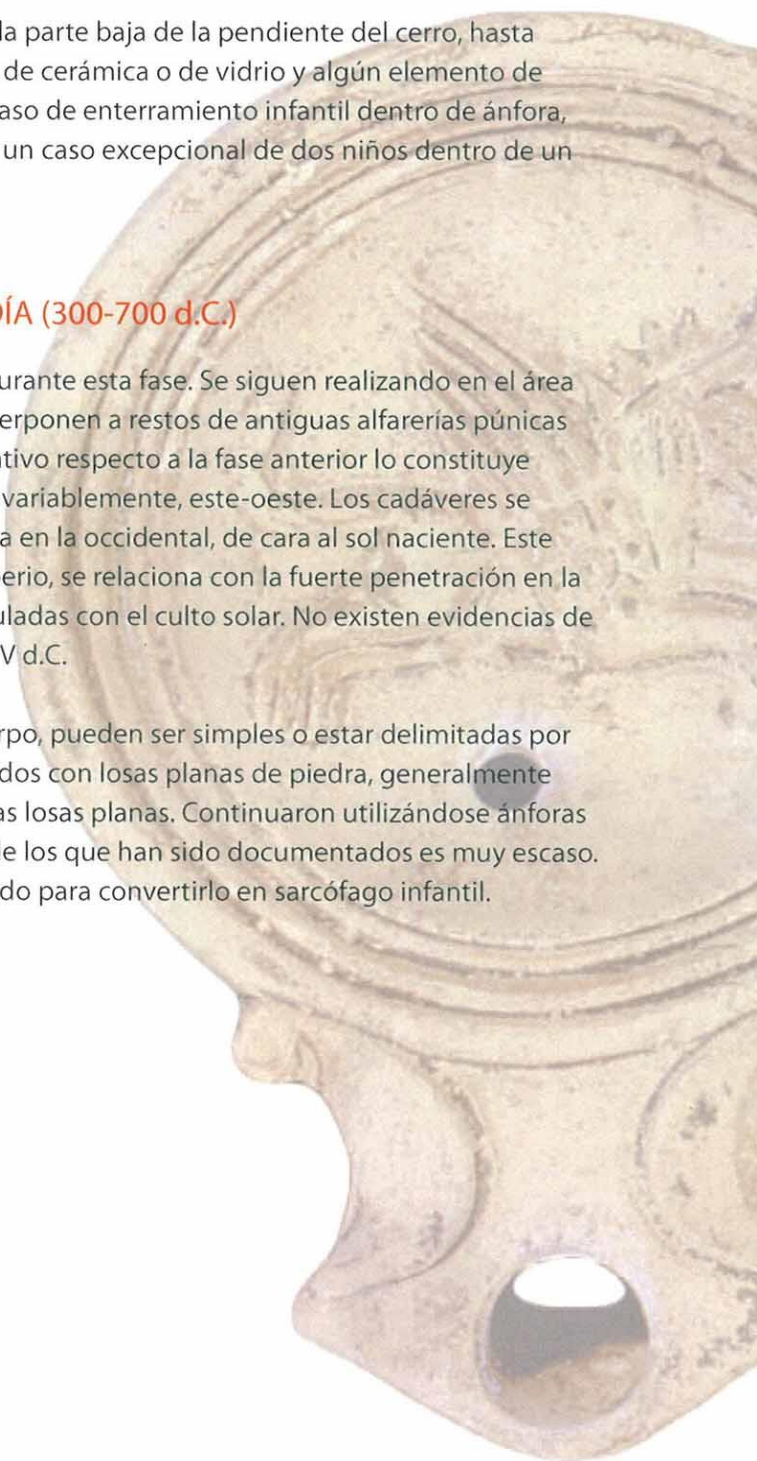 la parte baja de la pendiente del cerro, hasta
de cerámica o de vidrio y algún elemento de
aso de enterramiento infantil dentro de ánfora,
un caso excepcional de dos niños dentro de un
ÍA (300-700 d.C.)
urante esta fase. Se siguen realizando en el área
erponen a restos de antiguas alfarerías púnicas
ativo respecto a la fase anterior lo constituye
variablemente, este-oeste. Los cadáveres se
a en la occidental, de cara al sol naciente. Este
perio, se relaciona con la fuerte penetración en la
uladas con el culto solar. No existen evidencias de
V d.C.
rpo, pueden ser simples o estar delimitadas por
dos con losas planas de piedra, generalmente
as losas planas. Continuaron utilizándose ánforas
de los que han sido documentados es muy escaso.
do para convertirlo en sarcófago infantil.